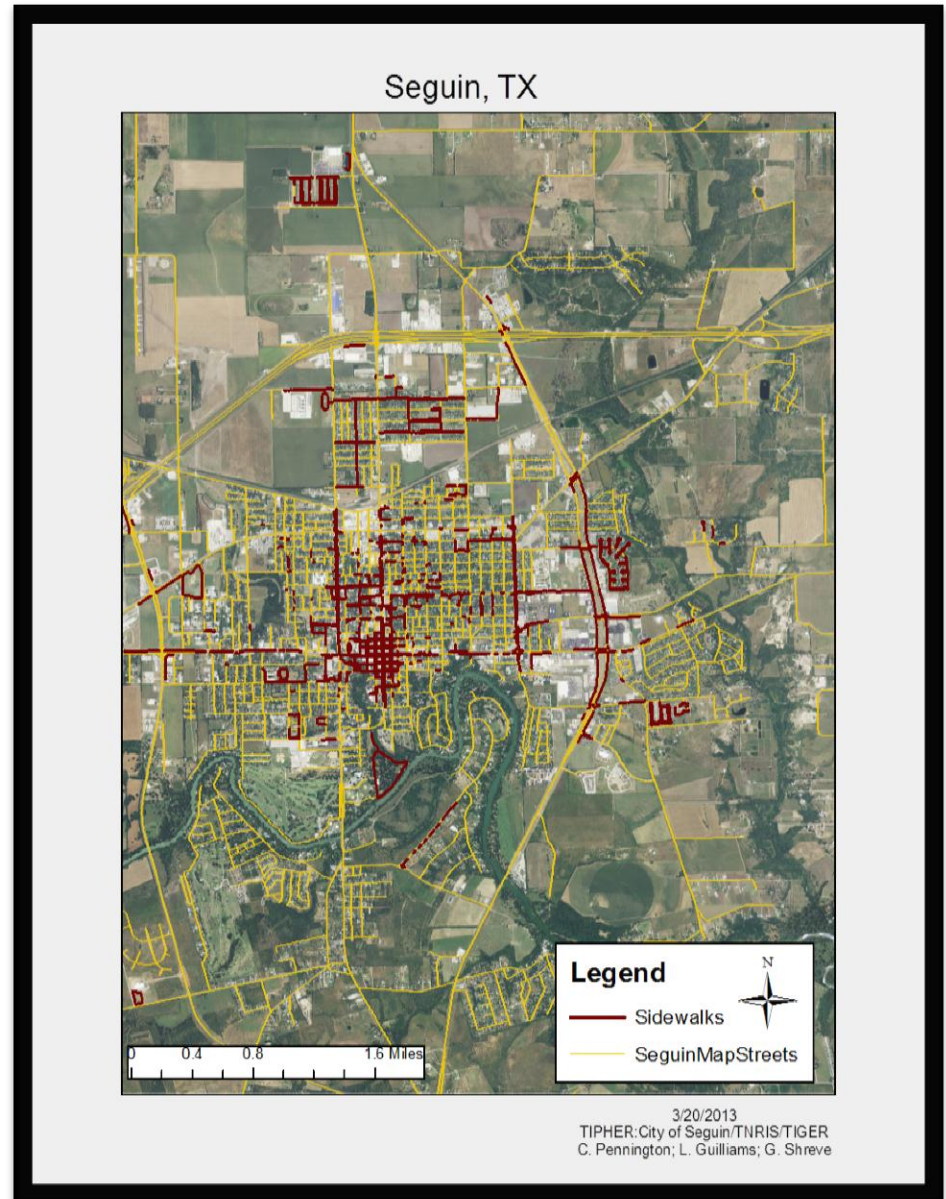 Seguin, TX
Legend
N
Sidewalks
SeguinMapStreets
0 0.4 0.8 1.6 Miles
3/20/2013
TIPHER:City of Seguin/TNRIS/TIGER
C. Pennington; L. Guilliams; G. Shreve